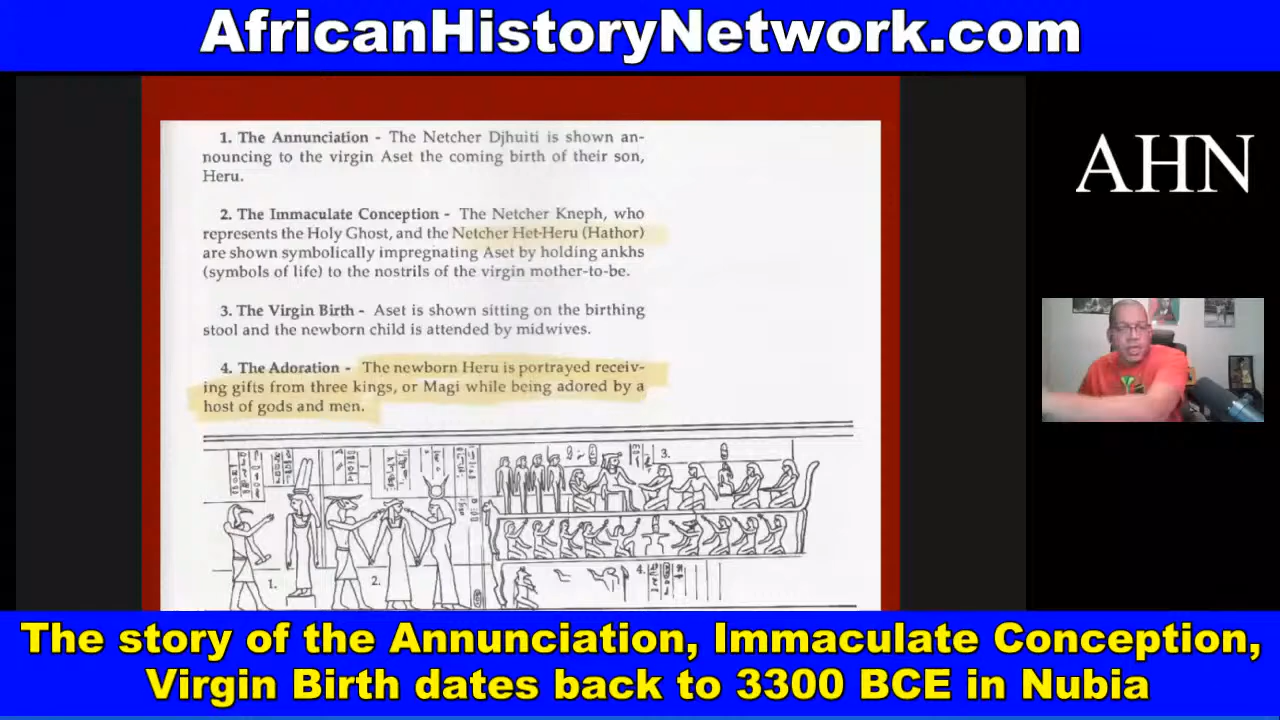 AfricanHistoryNetwork.com
1. The Annunciation - The Netcher Djhuiti is shown an-
nouncing to the virgin Aset the coming birth of their son,
Heru.
2. The Immaculate Conception - The Netcher Kneph, who
represents the Holy Ghost, and the Netcher Het-Heru (Hathor)
are shown symbolically impregnating Aset by holding ankhs
(symbols of life) to the nostrils of the virgin mother-to-be.
3. The Virgin Birth - Aset is shown sitting on the birthing
stool and the newborn child is attended by midwives.
4. The Adoration - The newborn Heru is portrayed receiv-
ing gifts from three kings, or Magi while being adored by a
host of gods and men.
3.
1.
2.
4.
AHN
The story of the Annunciation, Immaculate Conception,
Virgin Birth dates back to 3300 BCE in Nubia